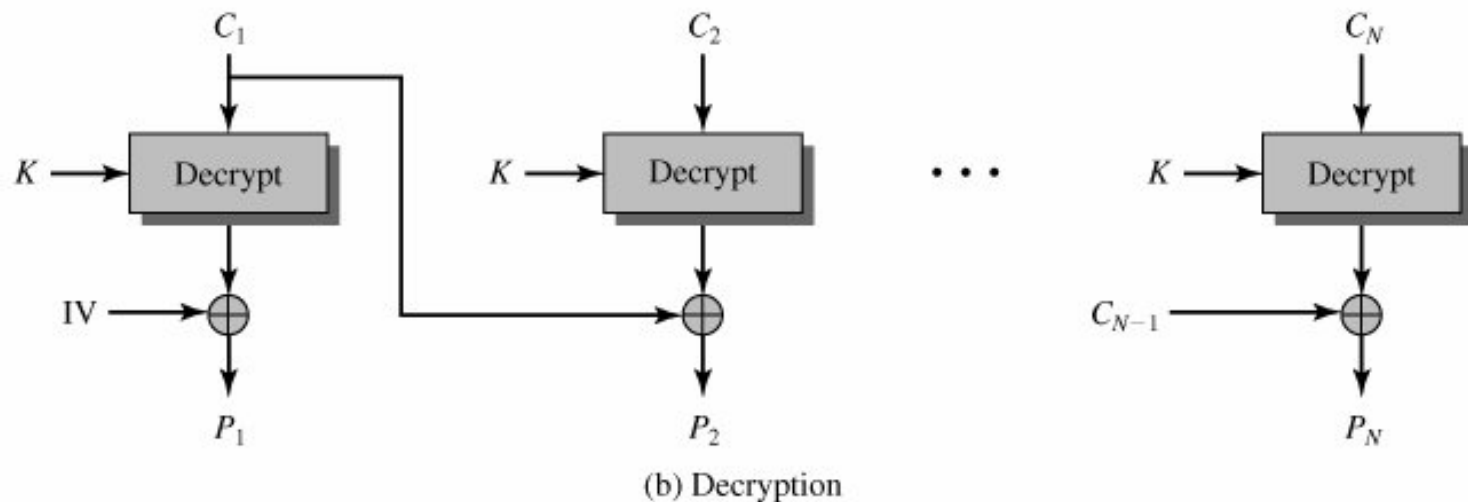 C1 C2 CN
K Decrypt K Decrypt ... K Decrypt
IV CN−1
P1 P2 PN
(b) Decryption